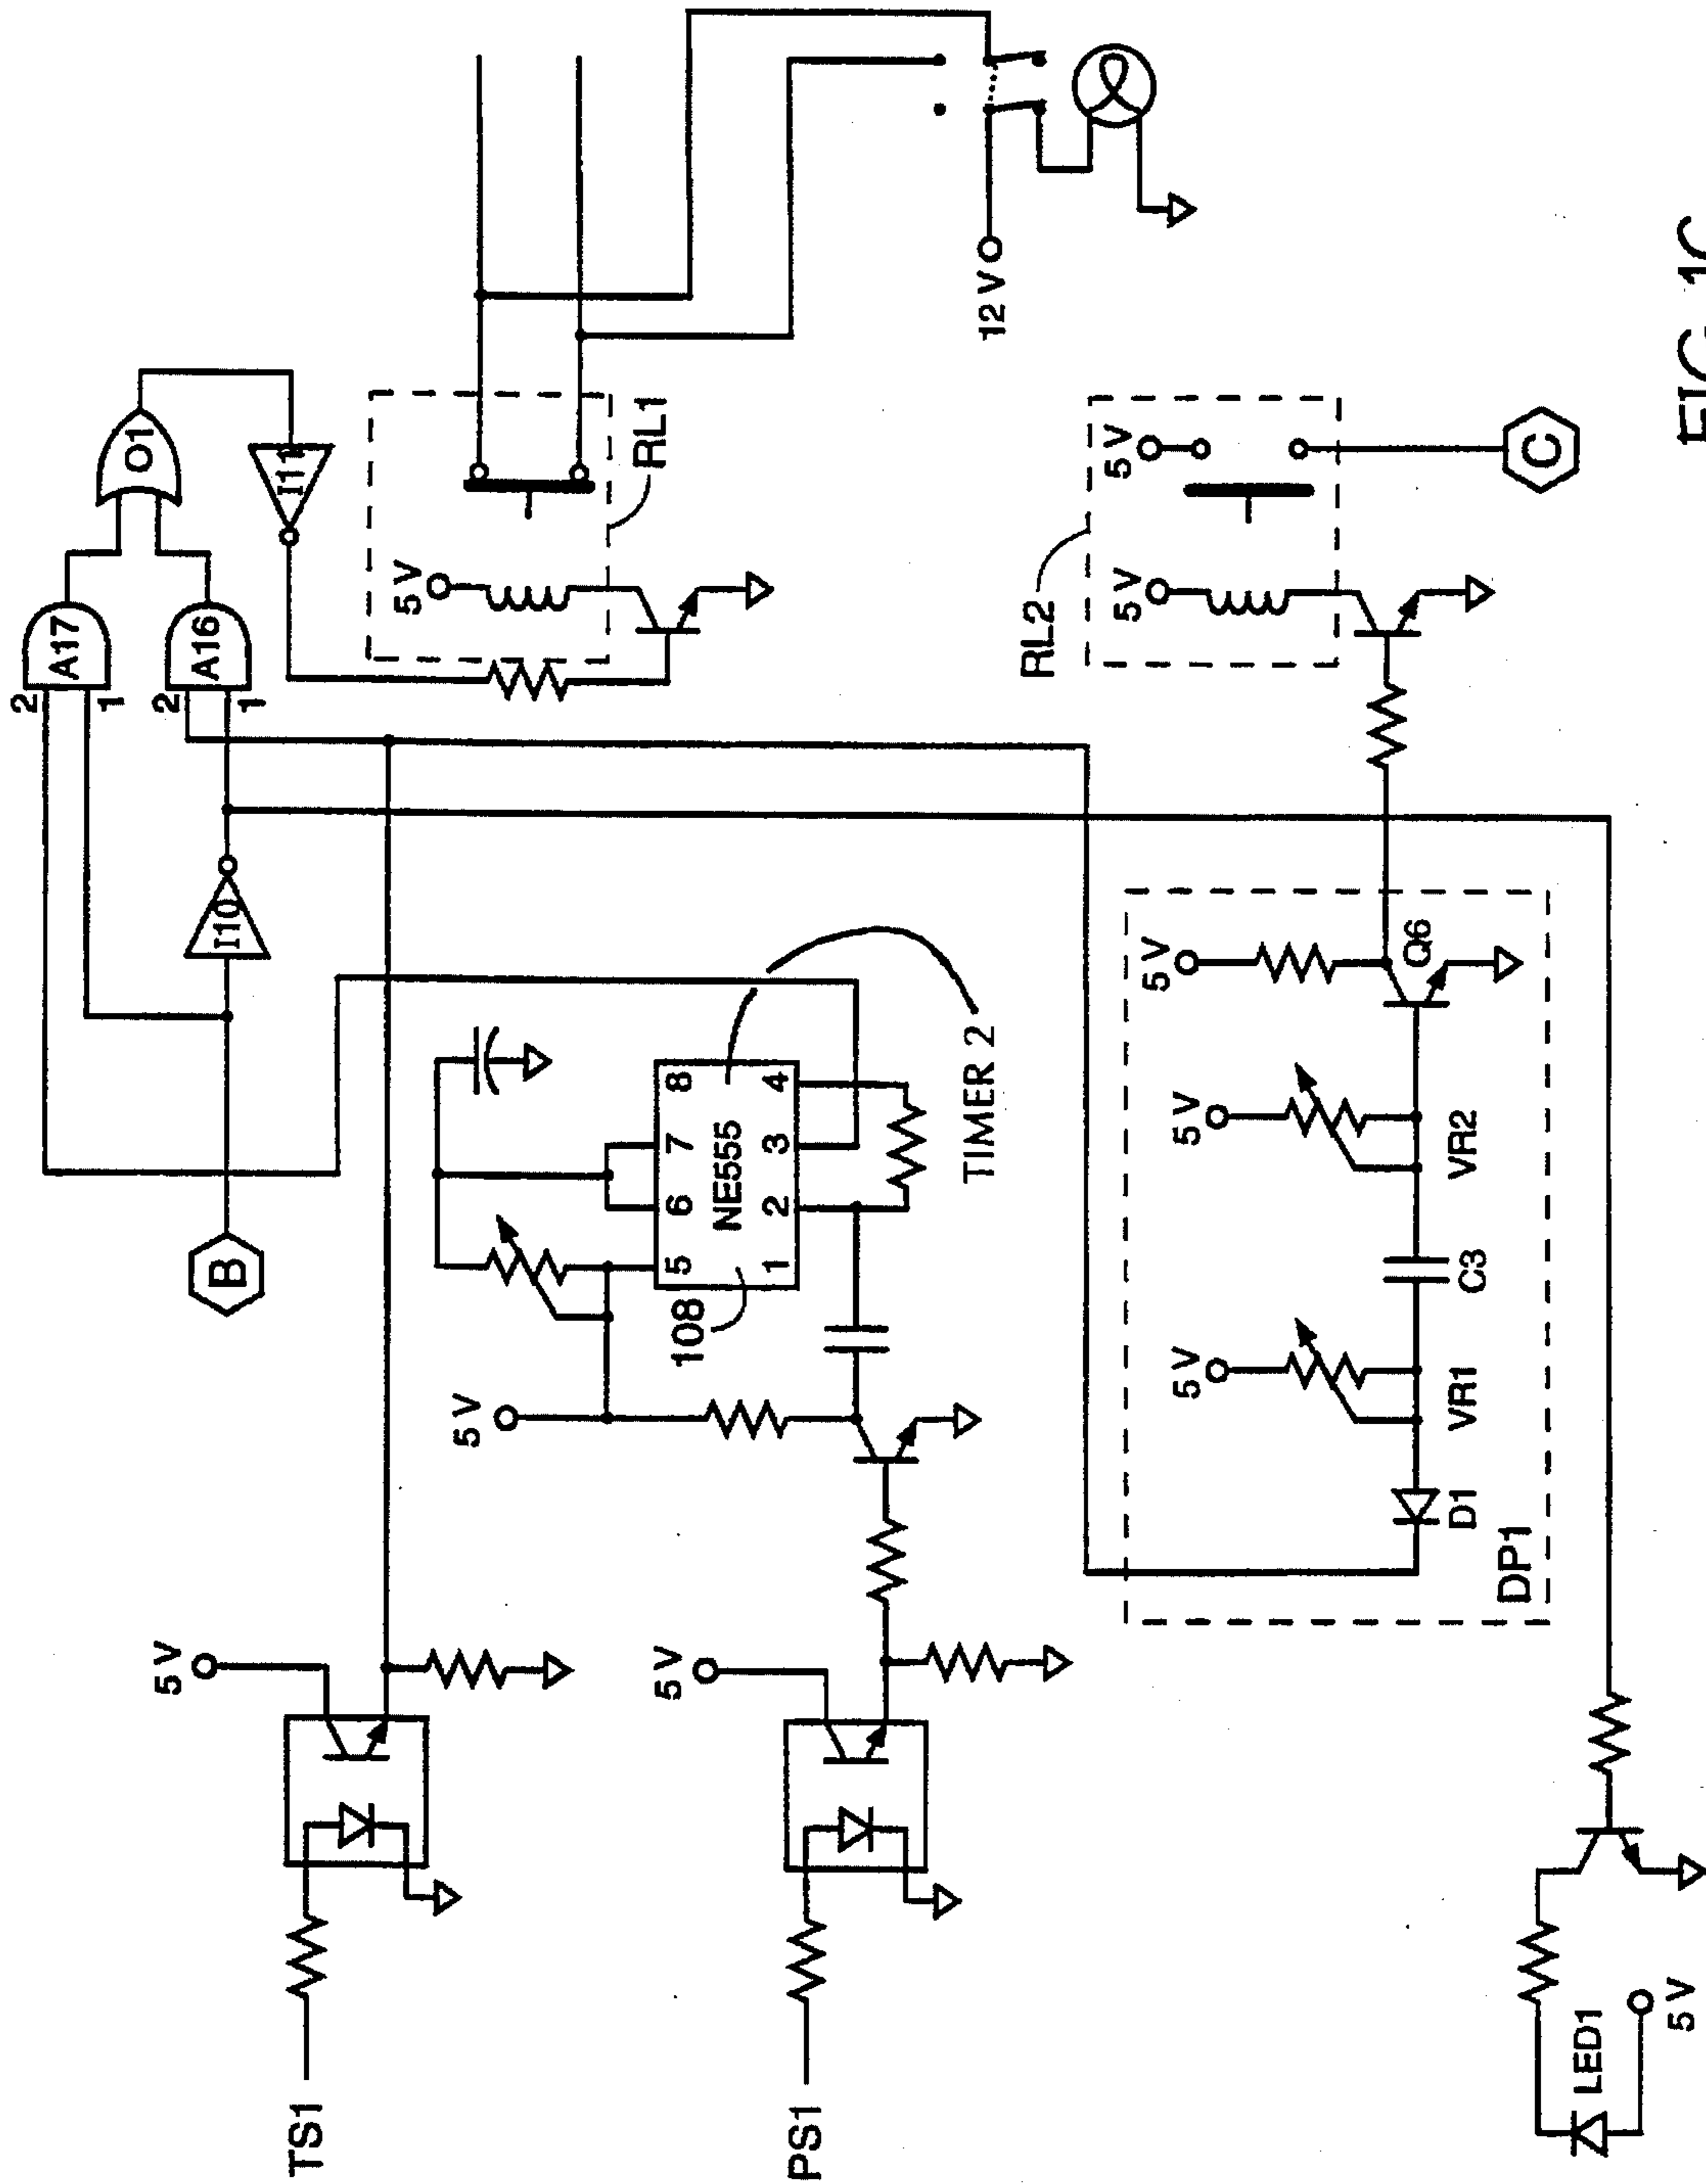 2
A17
1
2
A16
1
O1
I11
I10
B
5 V
RL1
12 V
TS1
5 V
PS1
5 V
5 V
108
5 6 7 8
NE555
1 2 3 4
TIMER 2
RL2
5 V
5 V
C
5 V
VR1
C3
5 V
VR2
5 V
Q6
D1
DP1
LED1
5 V
FIG. 1C